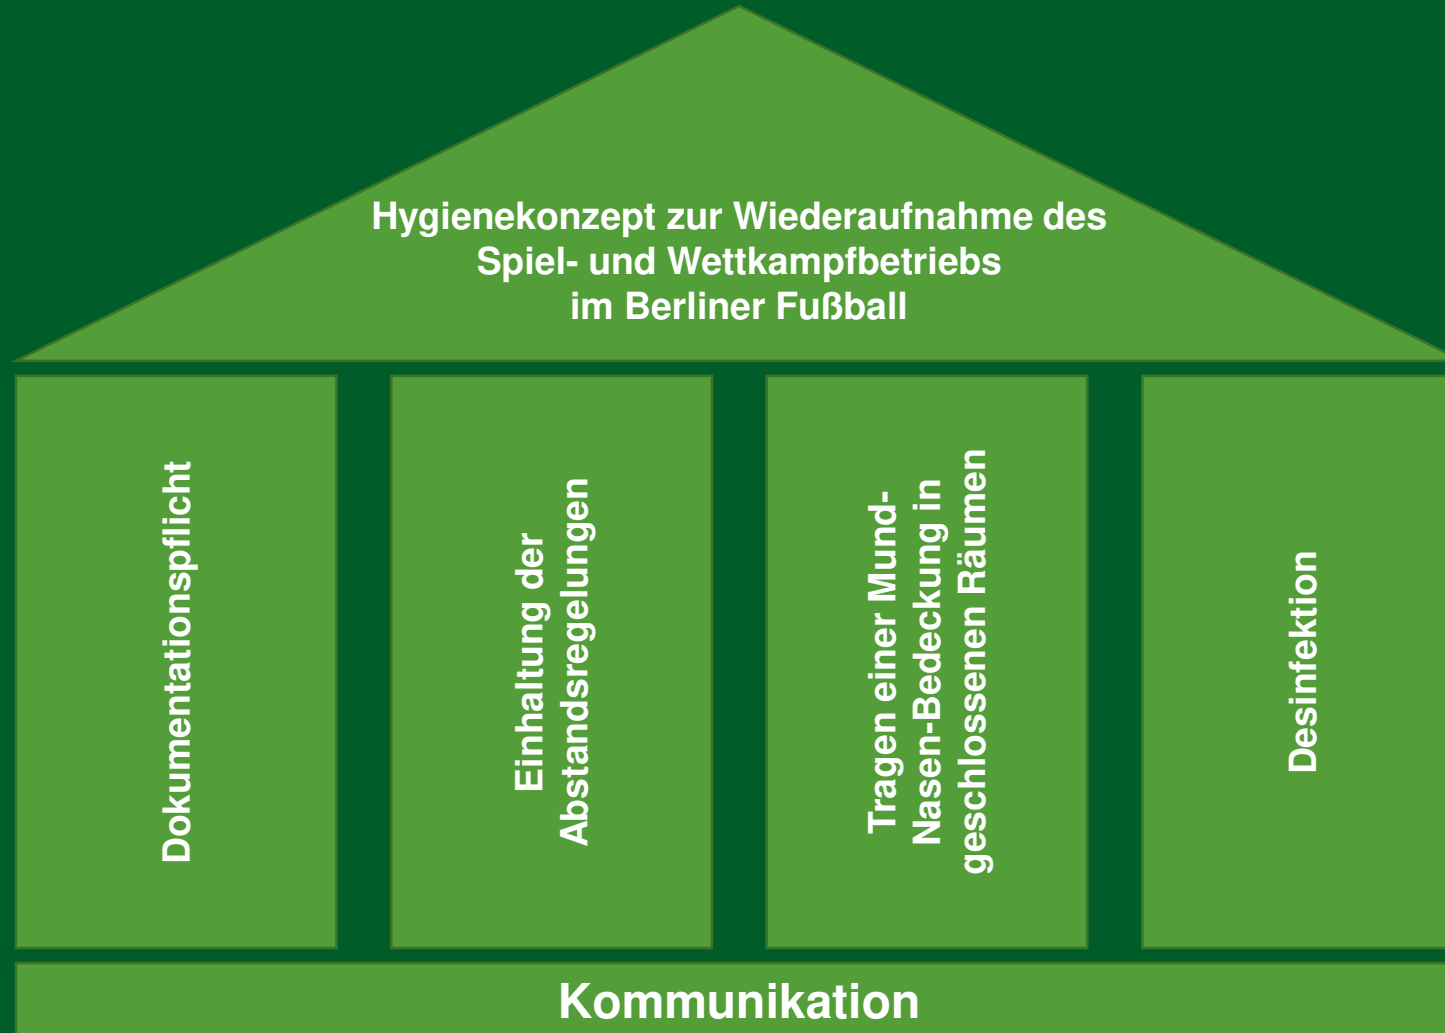 Hygienekonzept zur Wiederaufnahme des
Spiel- und Wettkampfbetriebs
im Berliner Fußball
Dokumentationspflicht
Einhaltung der
Abstandsregelungen
Tragen einer Mund-
Nasen-Bedeckung in
geschlossenen Räumen
Desinfektion
Kommunikation